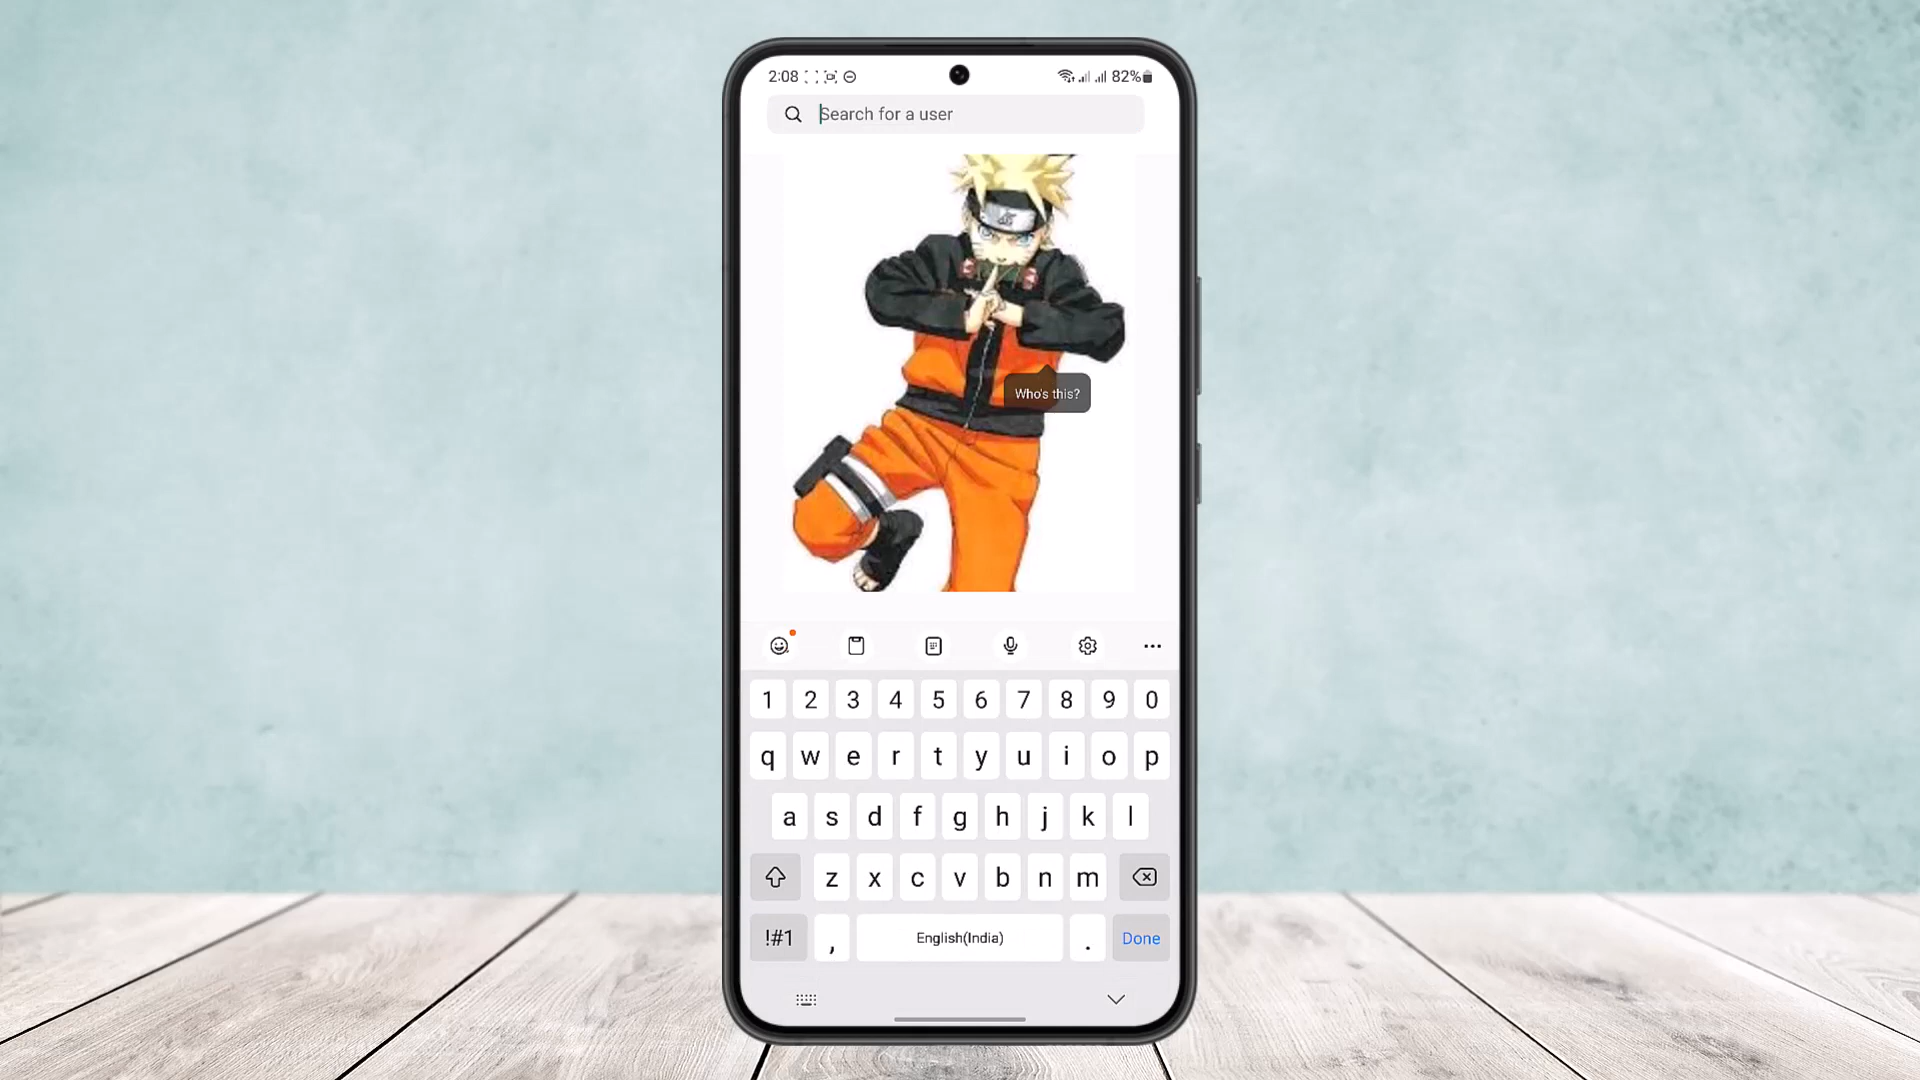 2:08 82%
Search for a user
Who's this?
1 2 3 4 5 6 7 8 9 0
q w e r t y u i o p
a s d f g h j k l
z x c v b n m
!#1 , English(India) . Done